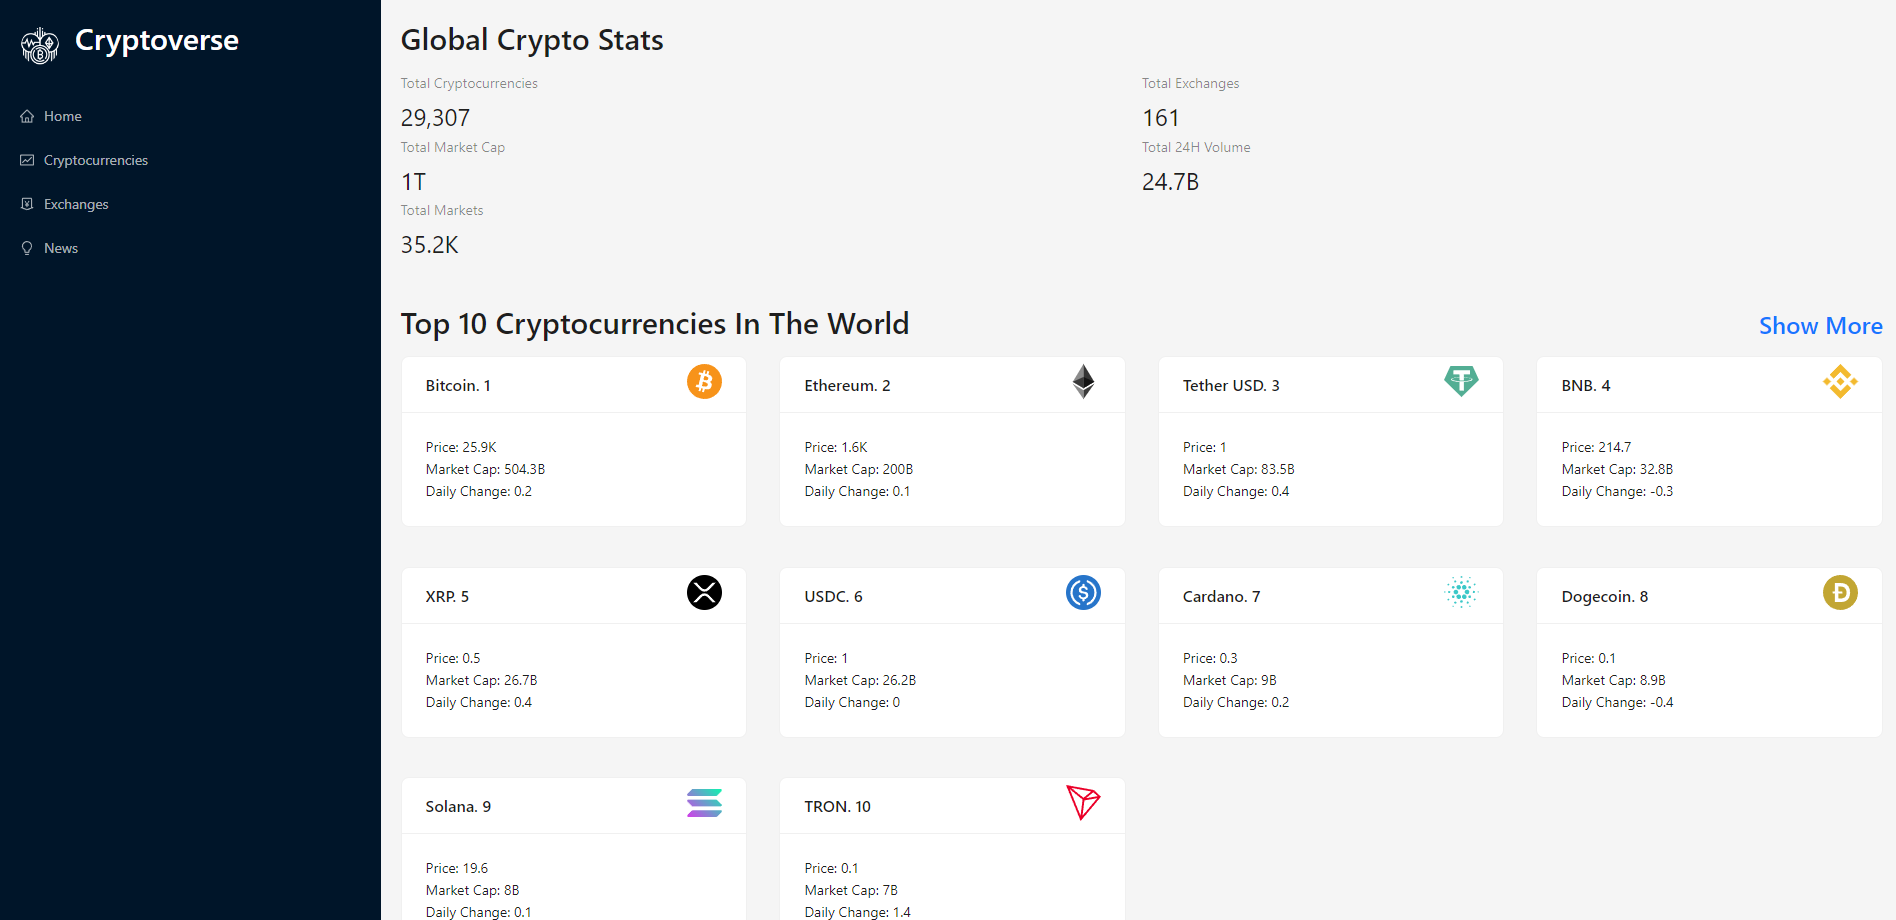 Cryptoverse
Home
Cryptocurrencies
Exchanges
News
Global Crypto Stats
Total Cryptocurrencies
29,307
Total Exchanges
161
Total Market Cap
1T
Total 24H Volume
24.7B
Total Markets
35.2K
Top 10 Cryptocurrencies In The World
Show More
Bitcoin. 1
Price: 25.9K
Market Cap: 504.3B
Daily Change: 0.2
Ethereum. 2
Price: 1.6K
Market Cap: 200B
Daily Change: 0.1
Tether USD. 3
Price: 1
Market Cap: 83.5B
Daily Change: 0.4
BNB. 4
Price: 214.7
Market Cap: 32.8B
Daily Change: -0.3
XRP. 5
Price: 0.5
Market Cap: 26.7B
Daily Change: 0.4
USDC. 6
Price: 1
Market Cap: 26.2B
Daily Change: 0
Cardano. 7
Price: 0.3
Market Cap: 9B
Daily Change: 0.2
Dogecoin. 8
Price: 0.1
Market Cap: 8.9B
Daily Change: -0.4
Solana. 9
Price: 19.6
Market Cap: 8B
Daily Change: 0.1
TRON. 10
Price: 0.1
Market Cap: 7B
Daily Change: 1.4